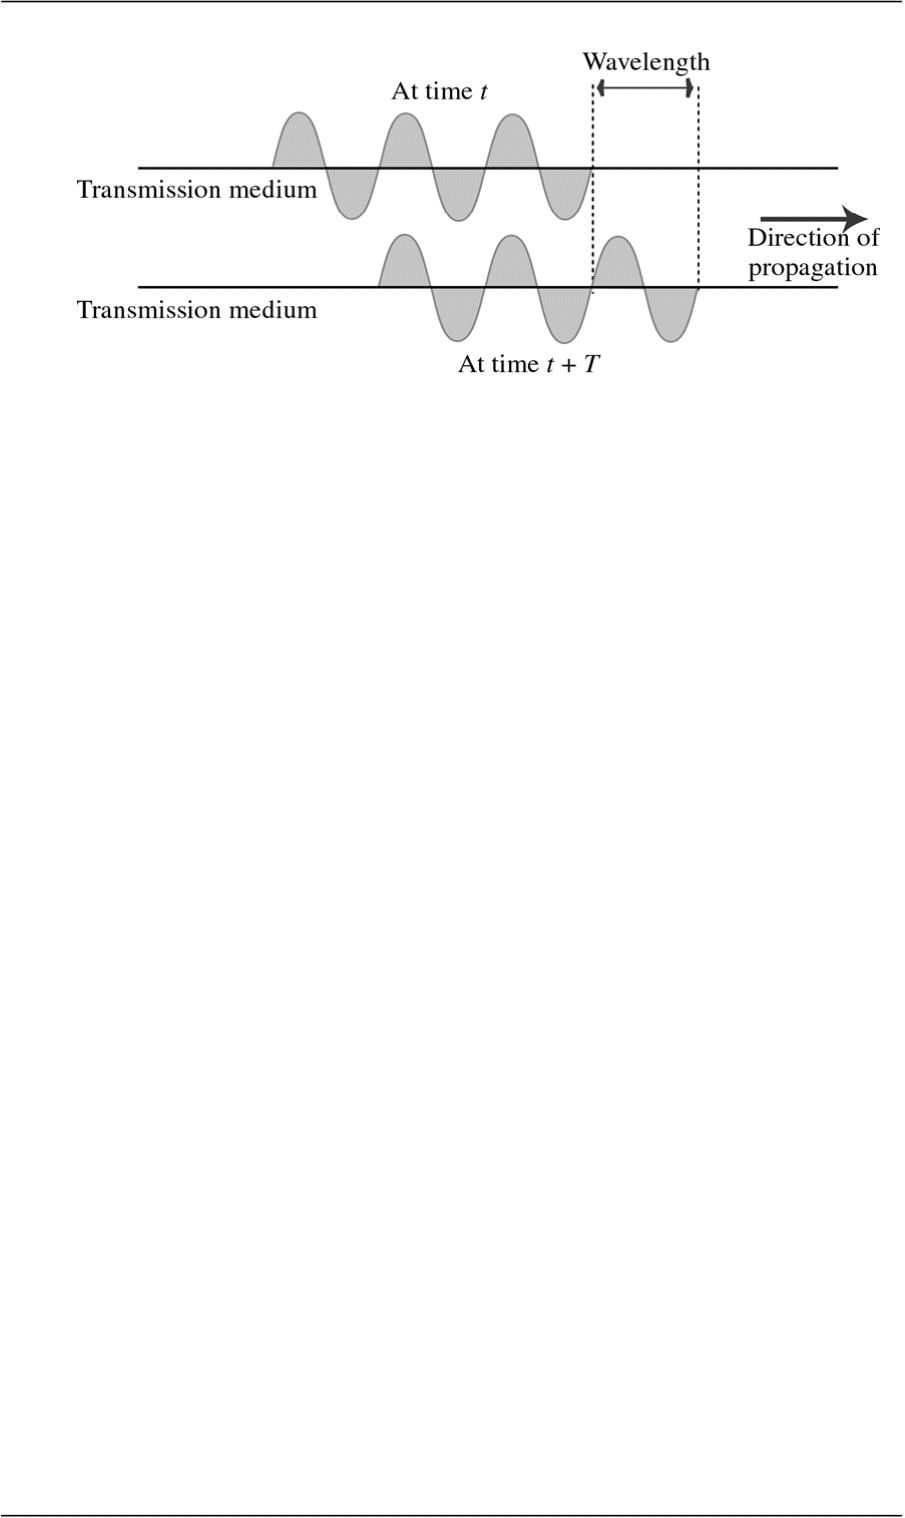 Wavelength
At time t
Transmission medium
Direction of
propagation
Transmission medium
At time t + T